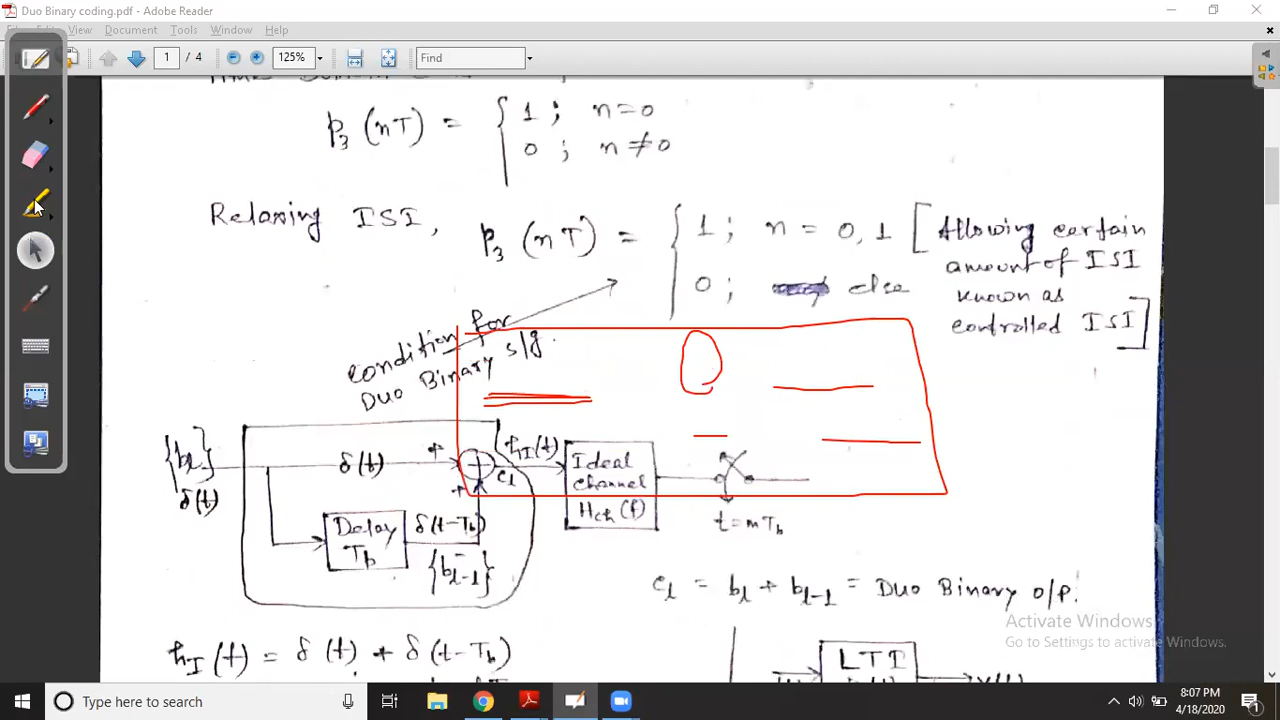 Duo Binary coding.pdf - Adobe Reader
View Document Tools Window Help
1 / 4 125% Find
p₃ (nT) = { 1 ; n = 0
0 ; n ≠ 0
Relaxing ISI, p₃ (nT) = { 1 ; n = 0, 1 [Allowing certain
amount of ISI
0 ; else
known as
controlled ISI]
condition for
Duo Binary s/g.
{bₗ} δ(t) + hI(t) Ideal
δ(t) + cₗ channel
Hch(f)
Delay δ(t-Tb) t = mTb
Tb {bₗ₋₁}
cₗ = bₗ + bₗ₋₁ = Duo Binary o/p.
Activate Windows
Go to Settings to activate Windows.
hI(t) = δ(t) + δ(t-Tb)
LTI
Type here to search
8:07 PM
4/18/2020